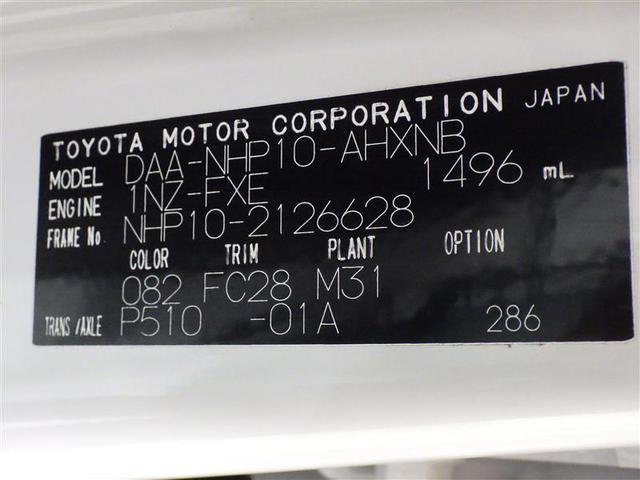 TOYOTA MOTOR CORPORATION JAPAN
MODEL DAA-NHP10-AHXNB
ENGINE 1NZ-FXE 1496 mL
FRAME No NHP10-2126628
COLOR TRIM PLANT OPTION
082 FC28 M31
TRANS/AXLE P510 -01A 286